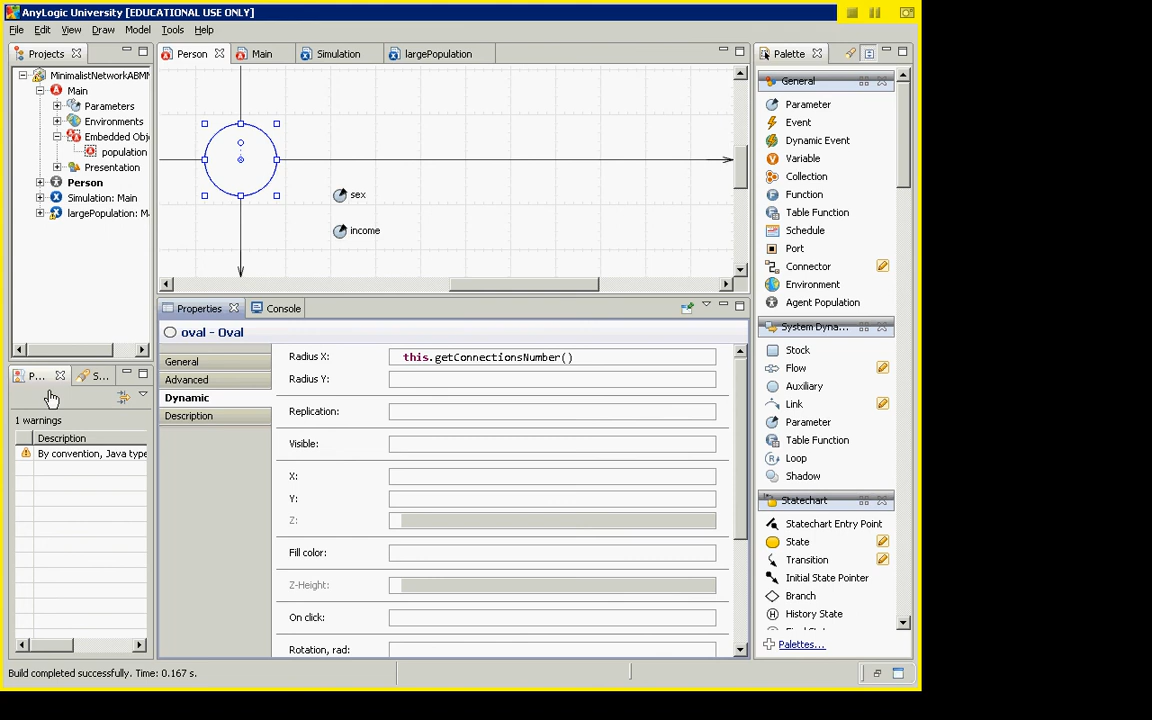 AnyLogic University [EDUCATIONAL USE ONLY]
File Edit View Draw Model Tools Help
Projects
MinimalistNetworkABMN
Main
Parameters
Environments
Embedded Obj
population
Presentation
Person
Simulation: Main
largePopulation: M
Person Main Simulation largePopulation
sex
income
Properties Console
oval - Oval
General
Advanced
Dynamic
Description
Radius X: this.getConnectionsNumber()
Radius Y:
Replication:
Visible:
X:
Y:
Z:
Fill color:
Z-Height:
On click:
Rotation, rad:
P... S...
1 warnings
Description
By convention, Java type
Build completed successfully. Time: 0.167 s.
Palette
General
Parameter
Event
Dynamic Event
Variable
Collection
Function
Table Function
Schedule
Port
Connector
Environment
Agent Population
System Dyna...
Stock
Flow
Auxiliary
Link
Parameter
Table Function
Loop
Shadow
Statechart
Statechart Entry Point
State
Transition
Initial State Pointer
Branch
History State
Palettes...